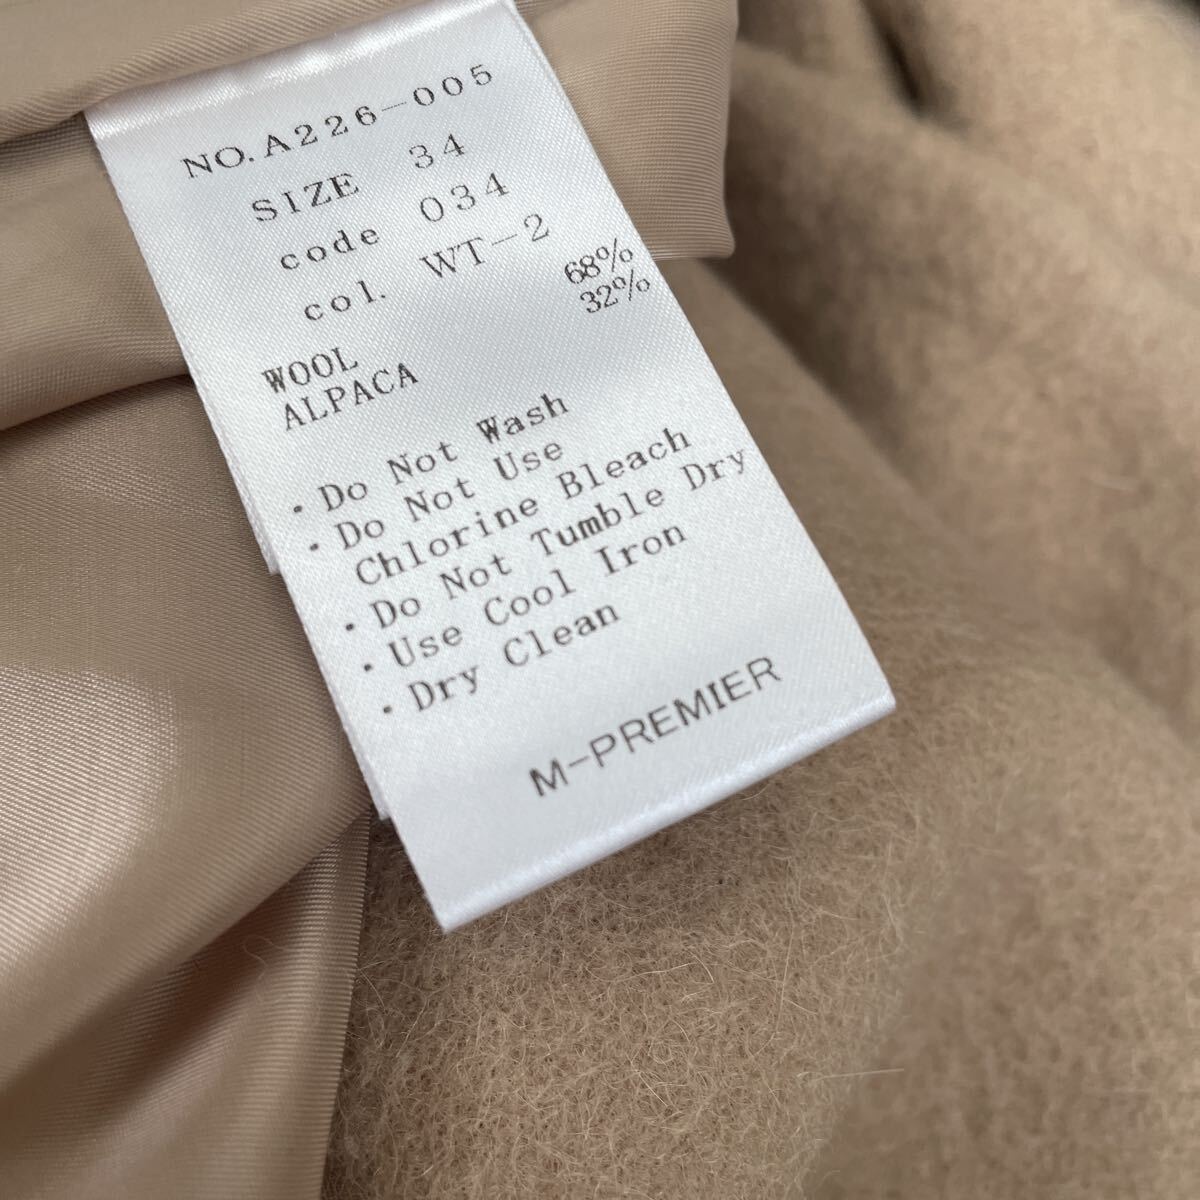 NO.A226-005
SIZE 34
code 034
col. WT-2
WOOL 68%
ALPACA 32%
・Do Not Wash
・Do Not Use
Chlorine Bleach
・Do Not Tumble Dry
・Use Cool Iron
・Dry Clean
M-PREMIER